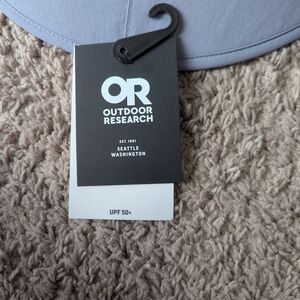 OR
OUTDOOR
RESEARCH
EST. 1981
SEATTLE
WASHINGTON
UPF 50+